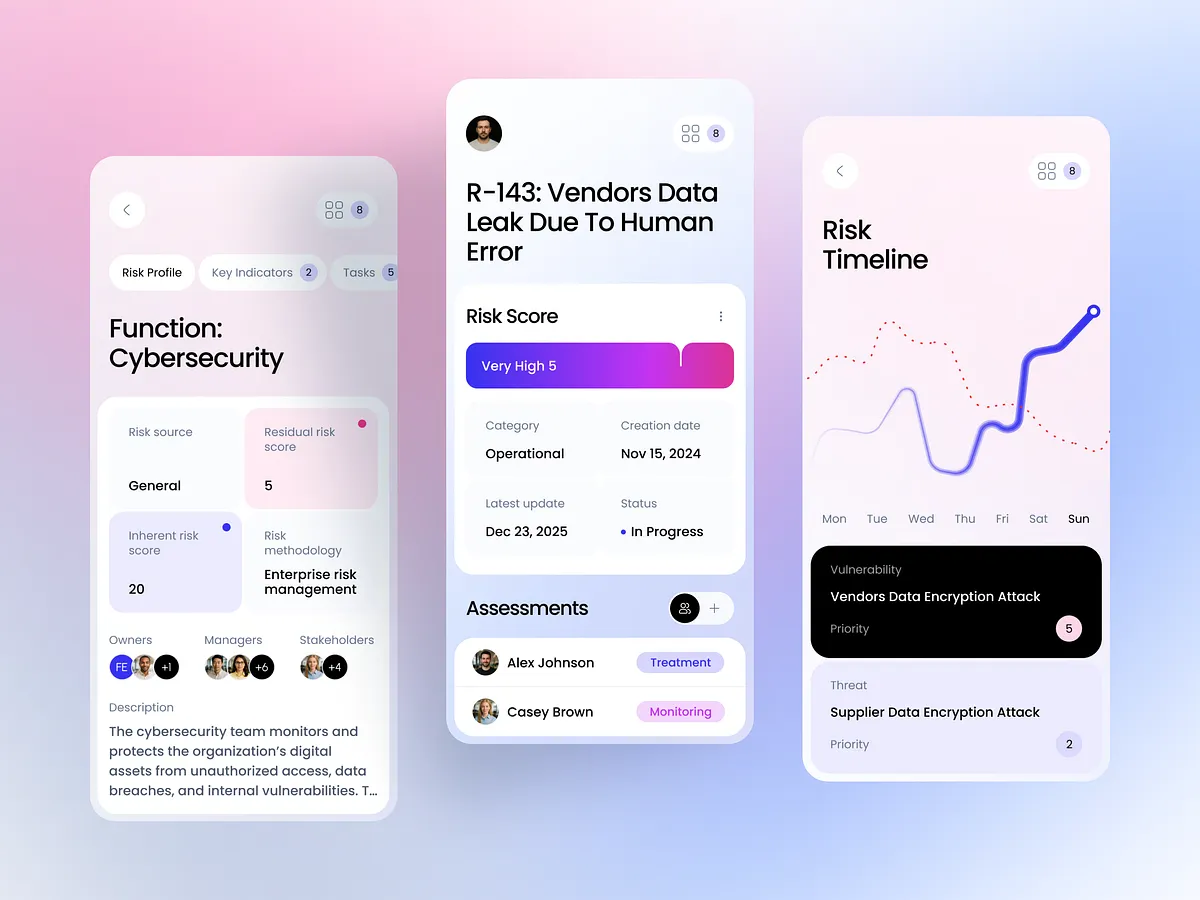 8
Risk Profile
Key Indicators 2
Tasks 5
Function:
Cybersecurity
Risk source
General
Residual risk
score
5
Inherent risk
score
20
Risk
methodology
Enterprise risk
management
Owners
FE
+1
Managers
+6
Stakeholders
+4
Description
The cybersecurity team monitors and
protects the organization’s digital
assets from unauthorized access, data
breaches, and internal vulnerabilities. T...
8
R-143: Vendors Data
Leak Due To Human
Error
Risk Score
Very High 5
Category
Operational
Creation date
Nov 15, 2024
Latest update
Dec 23, 2025
Status
In Progress
Assessments
Alex Johnson
Treatment
Casey Brown
Monitoring
8
Risk
Timeline
Mon Tue Wed Thu Fri Sat Sun
Vulnerability
Vendors Data Encryption Attack
Priority
5
Threat
Supplier Data Encryption Attack
Priority
2